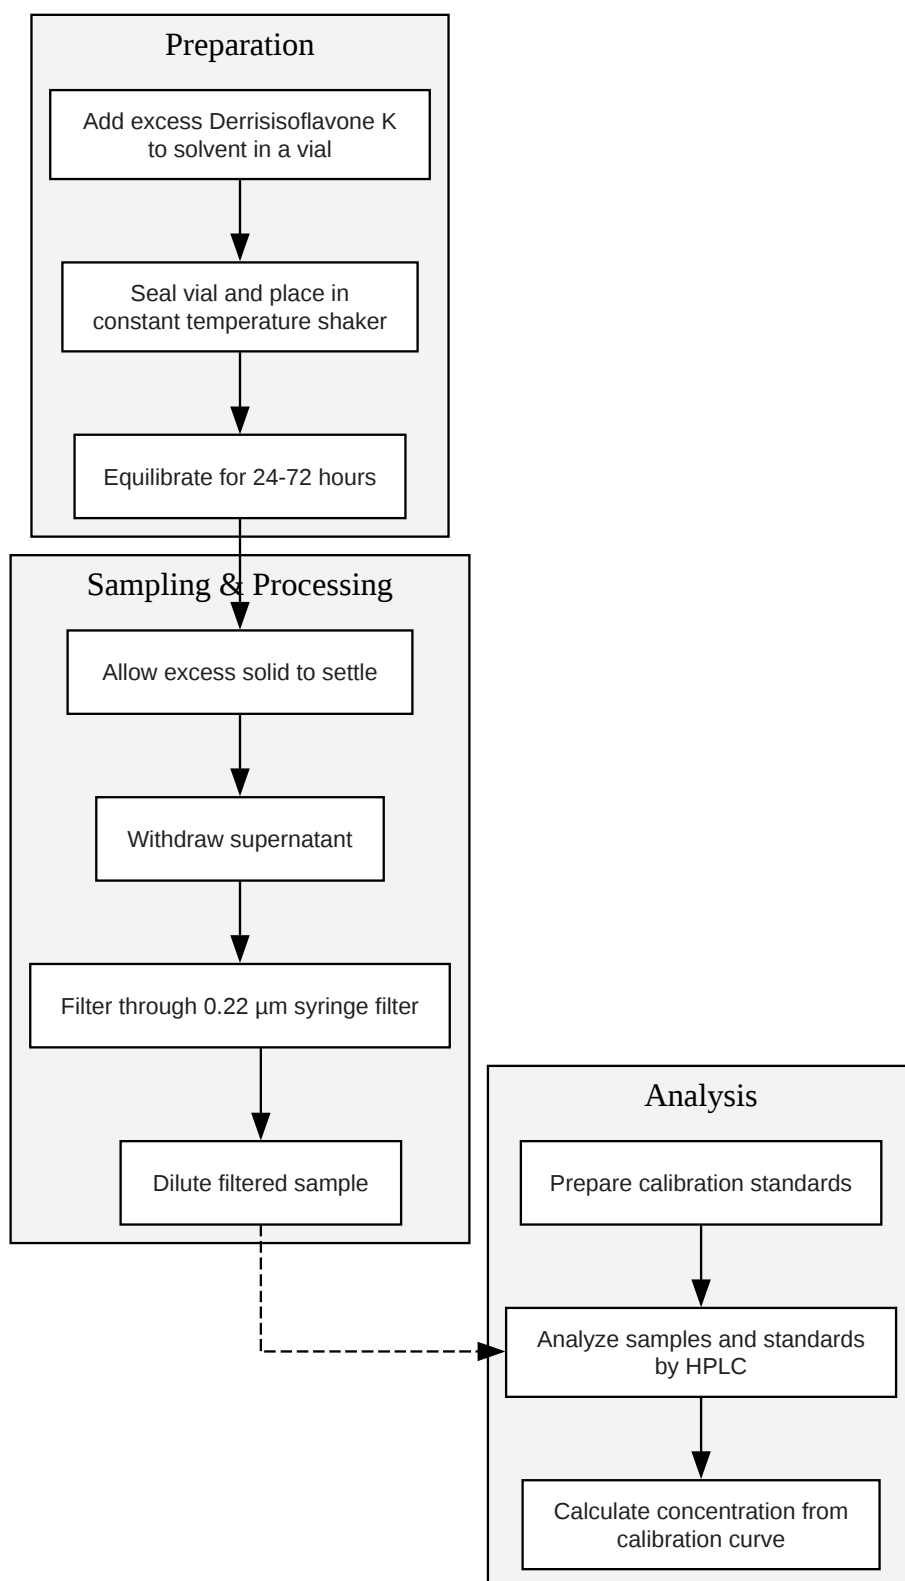 Preparation
Add excess Derrisisoflavone K
to solvent in a vial
Seal vial and place in
constant temperature shaker
Equilibrate for 24-72 hours
Sampling & Processing
Allow excess solid to settle
Withdraw supernatant
Filter through 0.22 µm syringe filter
Dilute filtered sample
Analysis
Prepare calibration standards
Analyze samples and standards
by HPLC
Calculate concentration from
calibration curve